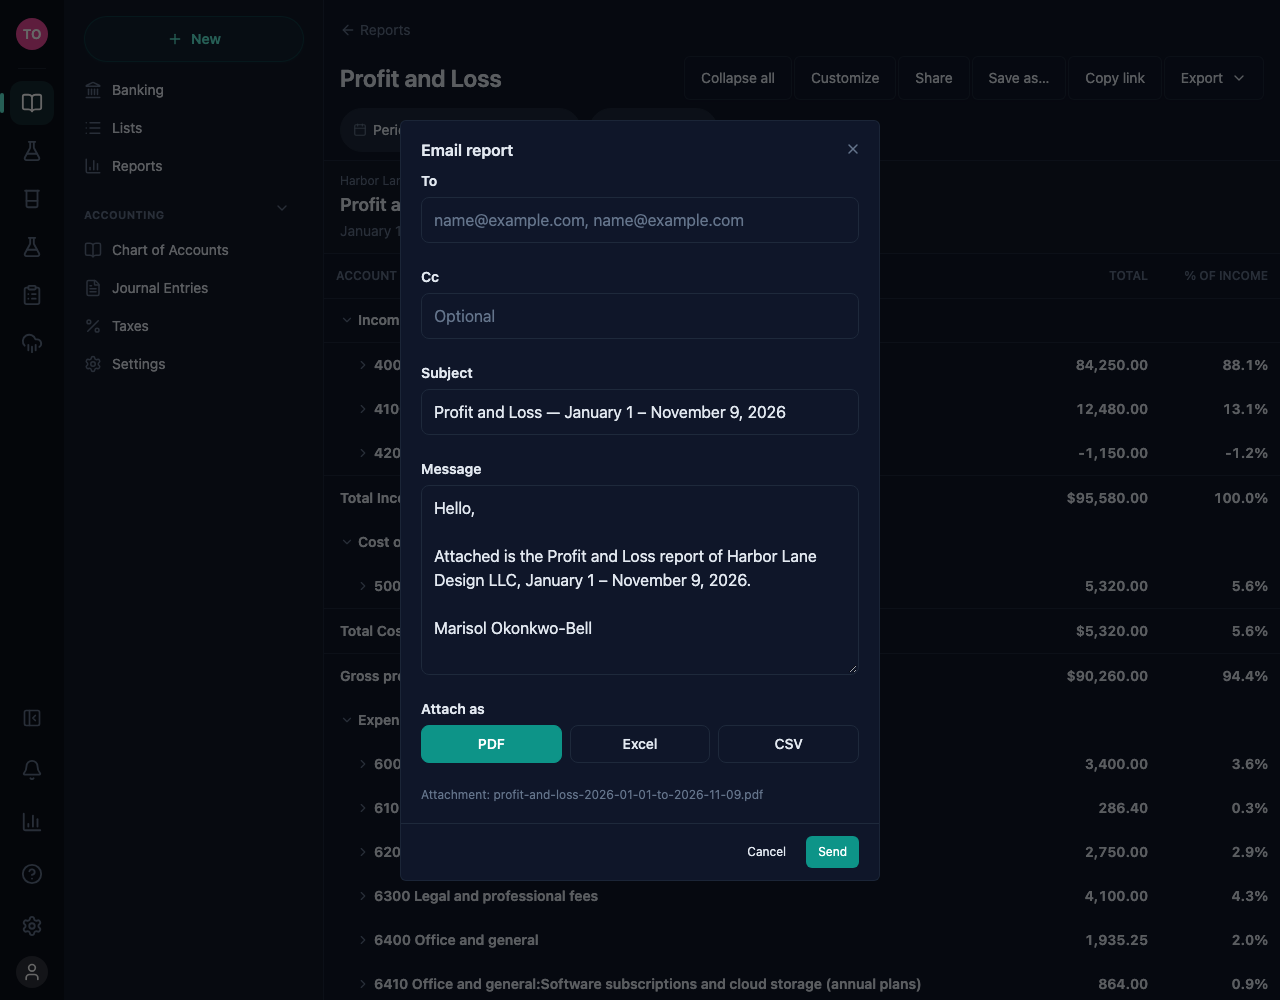 TO
New
Banking
Lists
Reports
ACCOUNTING
Chart of Accounts
Journal Entries
Taxes
Settings
Reports
Profit and Loss
Collapse all
Customize
Share
Save as...
Copy link
Export
Harbor
Profit
January
ACCOUNT
TOTAL
% OF INCOME
84,250.00
88.1%
12,480.00
13.1%
-1,150.00
-1.2%
Total
$95,580.00
100.0%
Cost
5,320.00
5.6%
Total
$5,320.00
5.6%
Gross
$90,260.00
94.4%
3,400.00
3.6%
286.40
0.3%
2,750.00
2.9%
6300 Legal and professional fees
4,100.00
4.3%
6400 Office and general
1,935.25
2.0%
6410 Office and general:Software subscriptions and cloud storage (annual plans)
864.00
0.9%
Email report
To
name@example.com, name@example.com
Cc
Optional
Subject
Profit and Loss — January 1 – November 9, 2026
Message
Hello,
Attached is the Profit and Loss report of Harbor Lane
Design LLC, January 1 – November 9, 2026.
Marisol Okonkwo-Bell
Attach as
PDF
Excel
CSV
Attachment: profit-and-loss-2026-01-01-to-2026-11-09.pdf
Cancel
Send